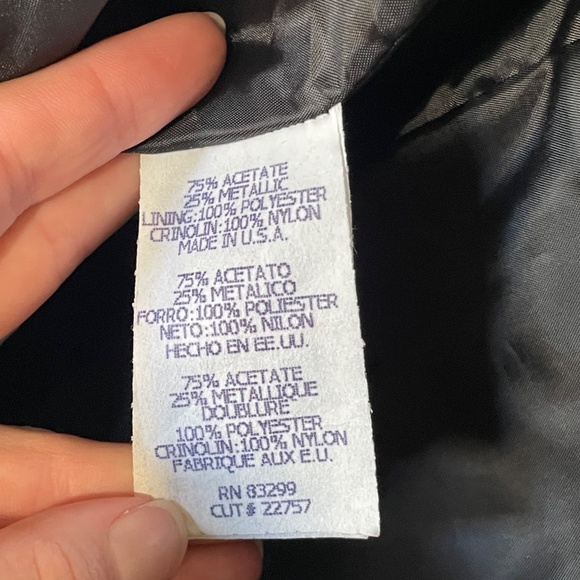 75% ACETATE
25% METALLIC
LINING:100% POLYESTER
CRINOLIN:100% NYLON
MADE IN U.S.A.
75% ACETATO
25% METALICO
FORRO:100% POLIESTER
NETO:100% NILON
HECHO EN EE.UU.
75% ACETATE
25% METALLIQUE
DOUBLURE
100% POLYESTER
CRINOLIN:100% NYLON
FABRIQUE AUX E.U.
RN 83299
CUT# 22757